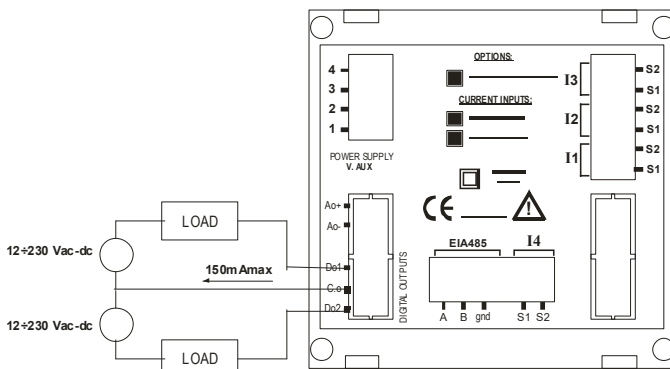 OPTIONS:
CURRENT INPUTS:
4
3
2
1
POWER SUPPLY
V. AUX
I3
S2
S1
I2
S2
S1
I1
S2
S1
Ao+
Ao-
Do1
C.o
Do2
DIGITAL OUTPUTS
CE
!
EIA485
I4
A B gnd S1 S2
LOAD
12÷230 Vac-dc
150mAmax
12÷230 Vac-dc
LOAD